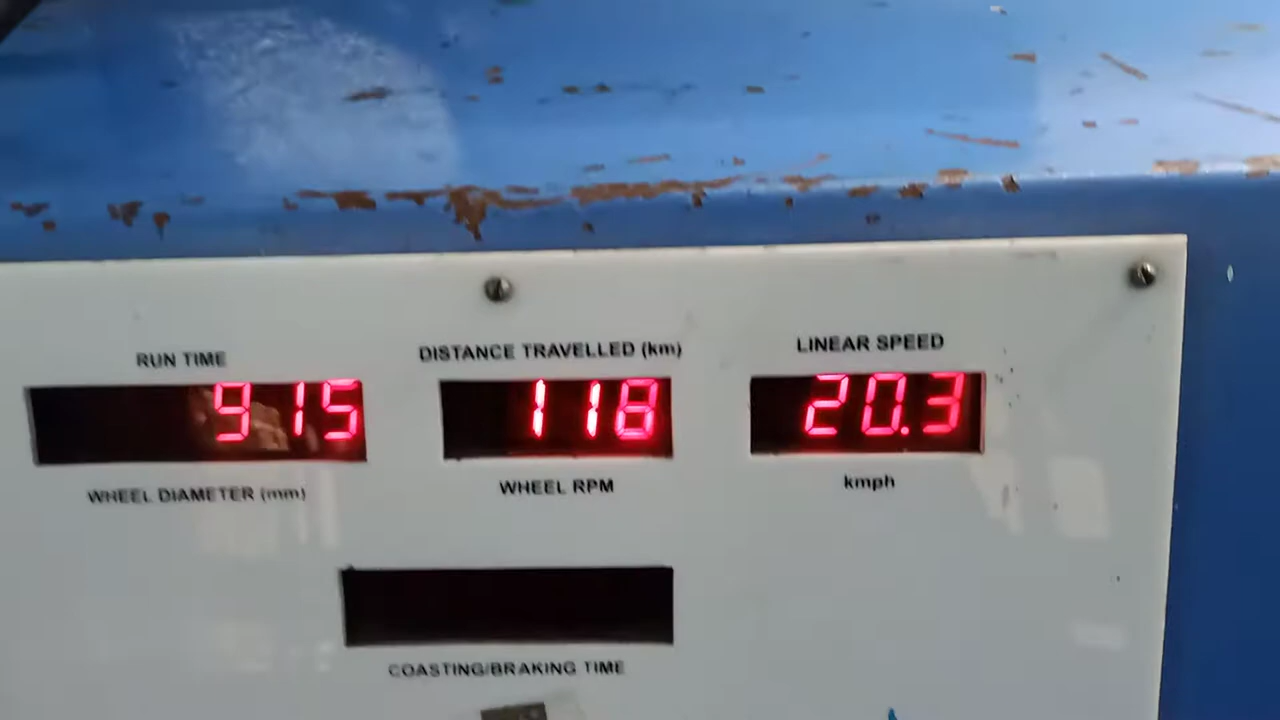 RUN TIME
DISTANCE TRAVELLED (km)
LINEAR SPEED
915
118
20.3
WHEEL DIAMETER (mm)
WHEEL RPM
kmph
COASTING/BRAKING TIME